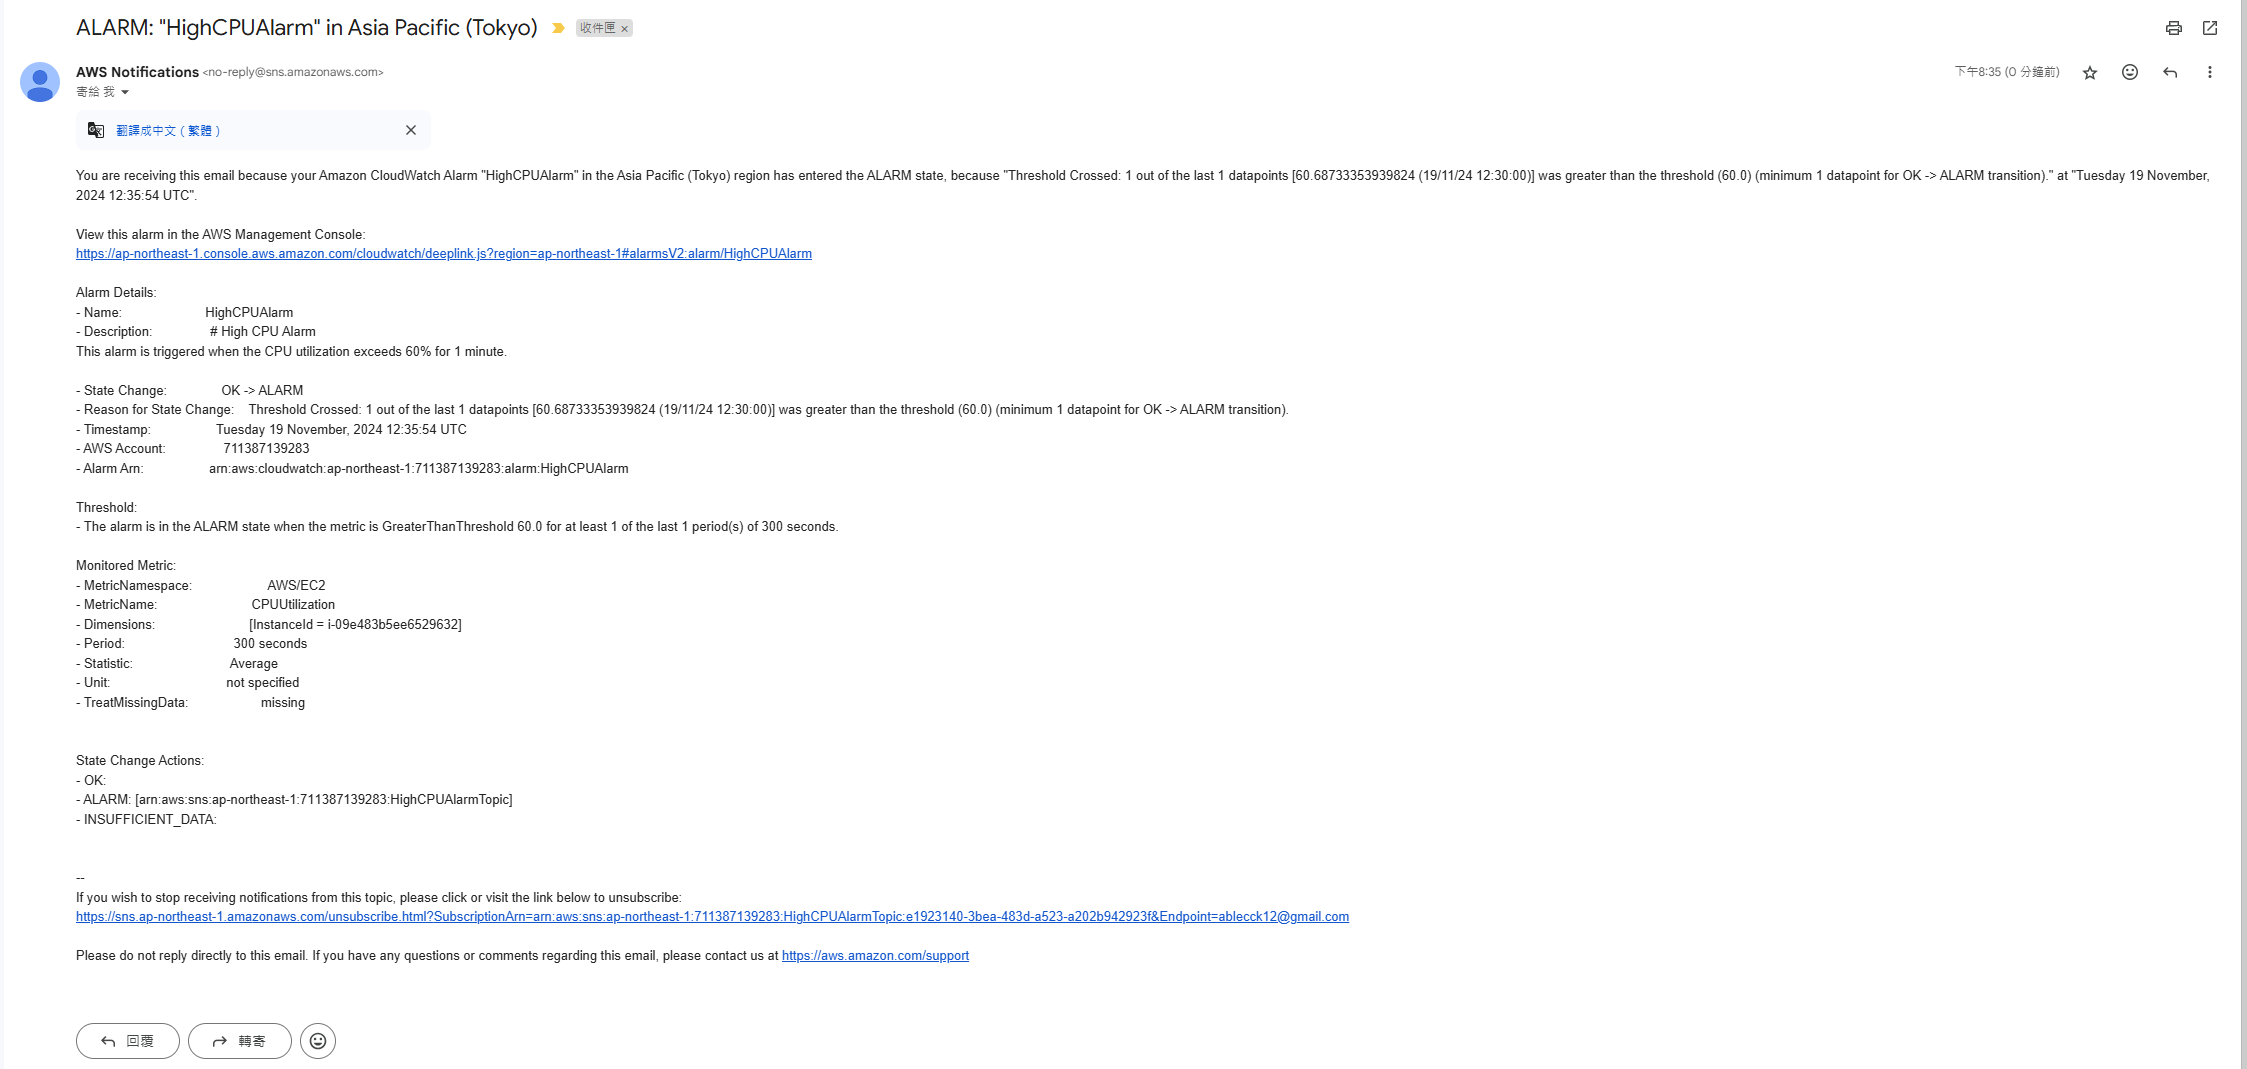 ALARM: "HighCPUAlarm" in Asia Pacific (Tokyo) 收件匣 ×
AWS Notifications <no-reply@sns.amazonaws.com> 下午8:35 (0 分鐘前)
寄給 我
翻譯成中文 ( 繁體 )
You are receiving this email because your Amazon CloudWatch Alarm "HighCPUAlarm" in the Asia Pacific (Tokyo) region has entered the ALARM state, because "Threshold Crossed: 1 out of the last 1 datapoints [60.68733353939824 (19/11/24 12:30:00)] was greater than the threshold (60.0) (minimum 1 datapoint for OK -> ALARM transition)." at "Tuesday 19 November,
2024 12:35:54 UTC".
View this alarm in the AWS Management Console:
https://ap-northeast-1.console.aws.amazon.com/cloudwatch/deeplink.js?region=ap-northeast-1#alarmsV2:alarm/HighCPUAlarm
Alarm Details:
- Name: HighCPUAlarm
- Description: # High CPU Alarm
This alarm is triggered when the CPU utilization exceeds 60% for 1 minute.
- State Change: OK -> ALARM
- Reason for State Change: Threshold Crossed: 1 out of the last 1 datapoints [60.68733353939824 (19/11/24 12:30:00)] was greater than the threshold (60.0) (minimum 1 datapoint for OK -> ALARM transition).
- Timestamp: Tuesday 19 November, 2024 12:35:54 UTC
- AWS Account: 711387139283
- Alarm Arn: arn:aws:cloudwatch:ap-northeast-1:711387139283:alarm:HighCPUAlarm
Threshold:
- The alarm is in the ALARM state when the metric is GreaterThanThreshold 60.0 for at least 1 of the last 1 period(s) of 300 seconds.
Monitored Metric:
- MetricNamespace: AWS/EC2
- MetricName: CPUUtilization
- Dimensions: [InstanceId = i-09e483b5ee6529632]
- Period: 300 seconds
- Statistic: Average
- Unit: not specified
- TreatMissingData: missing
State Change Actions:
- OK:
- ALARM: [arn:aws:sns:ap-northeast-1:711387139283:HighCPUAlarmTopic]
- INSUFFICIENT_DATA:
--
If you wish to stop receiving notifications from this topic, please click or visit the link below to unsubscribe:
https://sns.ap-northeast-1.amazonaws.com/unsubscribe.html?SubscriptionArn=arn:aws:sns:ap-northeast-1:711387139283:HighCPUAlarmTopic:e1923140-3bea-483d-a523-a202b942923f&Endpoint=ablecck12@gmail.com
Please do not reply directly to this email. If you have any questions or comments regarding this email, please contact us at https://aws.amazon.com/support
回覆 轉寄